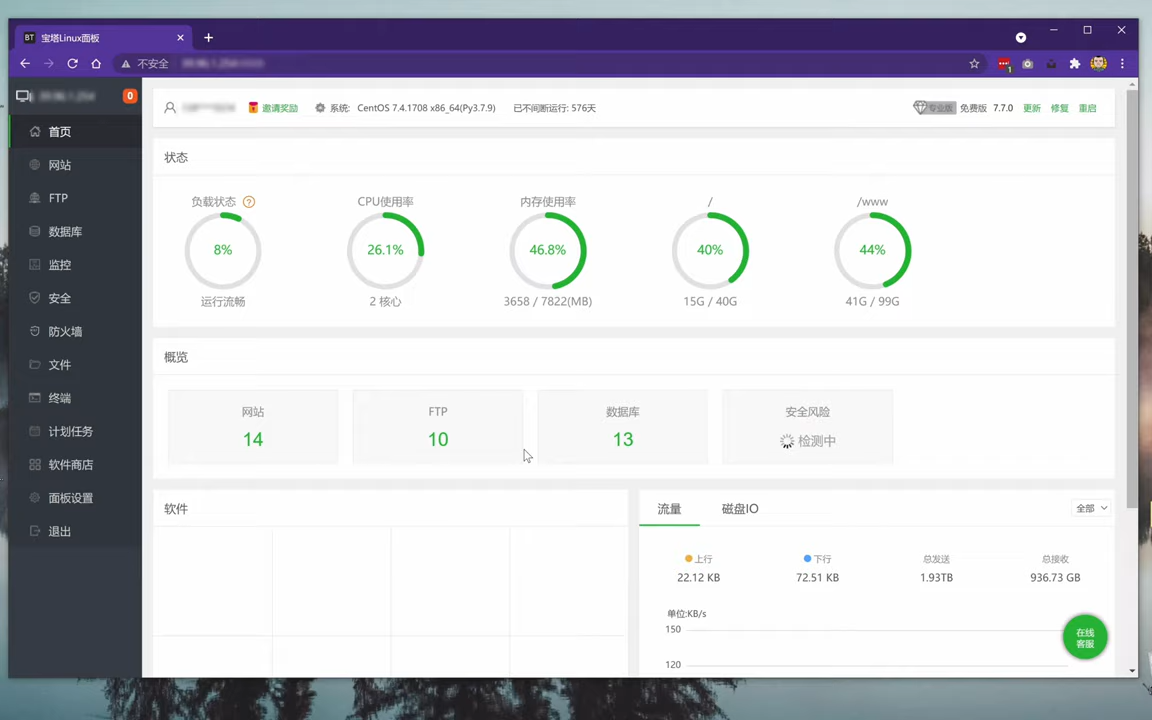 BT 宝塔Linux面板
不安全
0
邀请奖励 系统: CentOS 7.4.1708 x86_64(Py3.7.9) 已不间断运行: 576天 专业版 免费版 7.7.0 更新 修复 重启
首页
网站
FTP
数据库
监控
安全
防火墙
文件
终端
计划任务
软件商店
面板设置
退出
状态
负载状态 ? CPU使用率 内存使用率 / /www
8% 26.1% 46.8% 40% 44%
运行流畅 2 核心 3658 / 7822(MB) 15G / 40G 41G / 99G
概览
网站 FTP 数据库 安全风险
14 10 13 检测中
软件
流量 磁盘IO 全部
上行 下行 总发送 总接收
22.12 KB 72.51 KB 1.93TB 936.73 GB
单位:KB/s
150
120
在线
客服